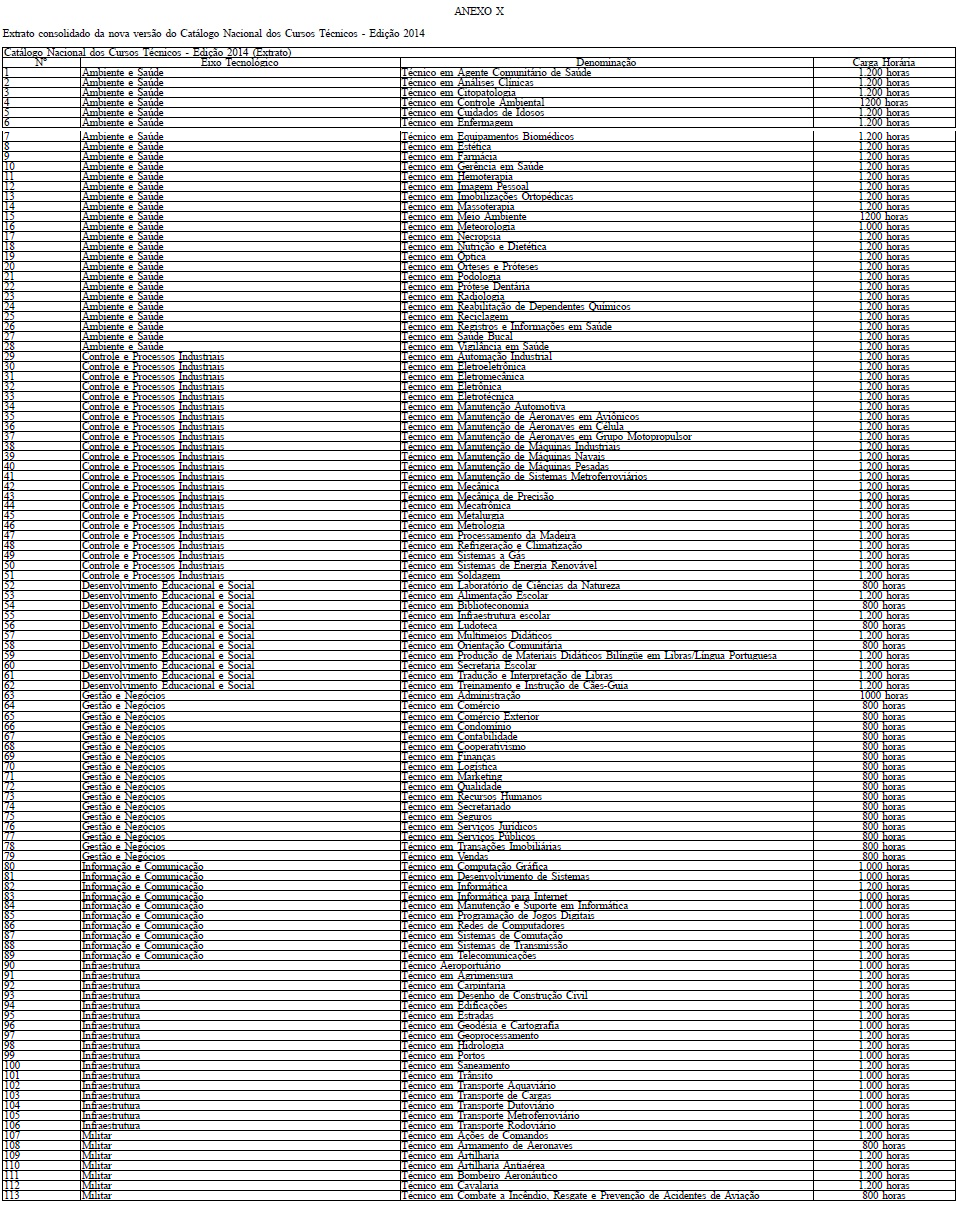 ANEXO X
Extrato consolidado da nova versão do Catálogo Nacional dos Cursos Técnicos - Edição 2014
Catálogo Nacional dos Cursos Técnicos - Edição 2014 (Extrato)
N° Eixo Tecnológico Denominação Carga Horária
1 Ambiente e Saúde Técnico em Agente Comunitário de Saúde 1.200 horas
2 Ambiente e Saúde Técnico em Análises Clínicas 1.200 horas
3 Ambiente e Saúde Técnico em Citopatologia 1.200 horas
4 Ambiente e Saúde Técnico em Controle Ambiental 1200 horas
5 Ambiente e Saúde Técnico em Cuidados de Idosos 1.200 horas
6 Ambiente e Saúde Técnico em Enfermagem 1.200 horas
7 Ambiente e Saúde Técnico em Equipamentos Biomédicos 1.200 horas
8 Ambiente e Saúde Técnico em Estética 1.200 horas
9 Ambiente e Saúde Técnico em Farmácia 1.200 horas
10 Ambiente e Saúde Técnico em Gerência em Saúde 1.200 horas
11 Ambiente e Saúde Técnico em Hemoterapia 1.200 horas
12 Ambiente e Saúde Técnico em Imagem Pessoal 1.200 horas
13 Ambiente e Saúde Técnico em Imobilizações Ortopédicas 1.200 horas
14 Ambiente e Saúde Técnico em Massoterapia 1.200 horas
15 Ambiente e Saúde Técnico em Meio Ambiente 1200 horas
16 Ambiente e Saúde Técnico em Meteorologia 1.000 horas
17 Ambiente e Saúde Técnico em Necropsia 1.200 horas
18 Ambiente e Saúde Técnico em Nutrição e Dietética 1.200 horas
19 Ambiente e Saúde Técnico em Óptica 1.200 horas
20 Ambiente e Saúde Técnico em Órteses e Próteses 1.200 horas
21 Ambiente e Saúde Técnico em Podologia 1.200 horas
22 Ambiente e Saúde Técnico em Prótese Dentária 1.200 horas
23 Ambiente e Saúde Técnico em Radiologia 1.200 horas
24 Ambiente e Saúde Técnico em Reabilitação de Dependentes Químicos 1.200 horas
25 Ambiente e Saúde Técnico em Reciclagem 1.200 horas
26 Ambiente e Saúde Técnico em Registros e Informações em Saúde 1.200 horas
27 Ambiente e Saúde Técnico em Saúde Bucal 1.200 horas
28 Ambiente e Saúde Técnico em Vigilância em Saúde 1.200 horas
29 Controle e Processos Industriais Técnico em Automação Industrial 1.200 horas
30 Controle e Processos Industriais Técnico em Eletroeletrônica 1.200 horas
31 Controle e Processos Industriais Técnico em Eletromecânica 1.200 horas
32 Controle e Processos Industriais Técnico em Eletrônica 1.200 horas
33 Controle e Processos Industriais Técnico em Eletrotécnica 1.200 horas
34 Controle e Processos Industriais Técnico em Manutenção Automotiva 1.200 horas
35 Controle e Processos Industriais Técnico em Manutenção de Aeronaves em Aviônicos 1.200 horas
36 Controle e Processos Industriais Técnico em Manutenção de Aeronaves em Célula 1.200 horas
37 Controle e Processos Industriais Técnico em Manutenção de Aeronaves em Grupo Motopropulsor 1.200 horas
38 Controle e Processos Industriais Técnico em Manutenção de Máquinas Industriais 1.200 horas
39 Controle e Processos Industriais Técnico em Manutenção de Máquinas Navais 1.200 horas
40 Controle e Processos Industriais Técnico em Manutenção de Máquinas Pesadas 1.200 horas
41 Controle e Processos Industriais Técnico em Manutenção de Sistemas Metroferroviários 1.200 horas
42 Controle e Processos Industriais Técnico em Mecânica 1.200 horas
43 Controle e Processos Industriais Técnico em Mecânica de Precisão 1.200 horas
44 Controle e Processos Industriais Técnico em Mecatrônica 1.200 horas
45 Controle e Processos Industriais Técnico em Metalurgia 1.200 horas
46 Controle e Processos Industriais Técnico em Metrologia 1.200 horas
47 Controle e Processos Industriais Técnico em Processamento da Madeira 1.200 horas
48 Controle e Processos Industriais Técnico em Refrigeração e Climatização 1.200 horas
49 Controle e Processos Industriais Técnico em Sistemas a Gás 1.200 horas
50 Controle e Processos Industriais Técnico em Sistemas de Energia Renovável 1.200 horas
51 Controle e Processos Industriais Técnico em Soldagem 1.200 horas
52 Desenvolvimento Educacional e Social Técnico em Laboratório de Ciências da Natureza 800 horas
53 Desenvolvimento Educacional e Social Técnico em Alimentação Escolar 1.200 horas
54 Desenvolvimento Educacional e Social Técnico em Biblioteconomia 800 horas
55 Desenvolvimento Educacional e Social Técnico em Infraestrutura escolar 1.200 horas
56 Desenvolvimento Educacional e Social Técnico em Ludoteca 800 horas
57 Desenvolvimento Educacional e Social Técnico em Multimeios Didáticos 1.200 horas
58 Desenvolvimento Educacional e Social Técnico em Orientação Comunitária 800 horas
59 Desenvolvimento Educacional e Social Técnico em Produção de Materiais Didáticos Bilíngüe em Libras/Língua Portuguesa 1.200 horas
60 Desenvolvimento Educacional e Social Técnico em Secretaria Escolar 1.200 horas
61 Desenvolvimento Educacional e Social Técnico em Tradução e Interpretação de Libras 1.200 horas
62 Desenvolvimento Educacional e Social Técnico em Treinamento e Instrução de Cães-Guia 1.200 horas
63 Gestão e Negócios Técnico em Administração 1000 horas
64 Gestão e Negócios Técnico em Comércio 800 horas
65 Gestão e Negócios Técnico em Comércio Exterior 800 horas
66 Gestão e Negócios Técnico em Condomínio 800 horas
67 Gestão e Negócios Técnico em Contabilidade 800 horas
68 Gestão e Negócios Técnico em Cooperativismo 800 horas
69 Gestão e Negócios Técnico em Finanças 800 horas
70 Gestão e Negócios Técnico em Logística 800 horas
71 Gestão e Negócios Técnico em Marketing 800 horas
72 Gestão e Negócios Técnico em Qualidade 800 horas
73 Gestão e Negócios Técnico em Recursos Humanos 800 horas
74 Gestão e Negócios Técnico em Secretariado 800 horas
75 Gestão e Negócios Técnico em Seguros 800 horas
76 Gestão e Negócios Técnico em Serviços Jurídicos 800 horas
77 Gestão e Negócios Técnico em Serviços Públicos 800 horas
78 Gestão e Negócios Técnico em Transações Imobiliárias 800 horas
79 Gestão e Negócios Técnico em Vendas 800 horas
80 Informação e Comunicação Técnico em Computação Gráfica 1.000 horas
81 Informação e Comunicação Técnico em Desenvolvimento de Sistemas 1.000 horas
82 Informação e Comunicação Técnico em Informática 1.200 horas
83 Informação e Comunicação Técnico em Informática para Internet 1.000 horas
84 Informação e Comunicação Técnico em Manutenção e Suporte em Informática 1.000 horas
85 Informação e Comunicação Técnico em Programação de Jogos Digitais 1.000 horas
86 Informação e Comunicação Técnico em Redes de Computadores 1.000 horas
87 Informação e Comunicação Técnico em Sistemas de Comutação 1.200 horas
88 Informação e Comunicação Técnico em Sistemas de Transmissão 1.200 horas
89 Informação e Comunicação Técnico em Telecomunicações 1.200 horas
90 Infraestrutura Técnico Aeroportuário 1.000 horas
91 Infraestrutura Técnico em Agrimensura 1.200 horas
92 Infraestrutura Técnico em Carpintaria 1.200 horas
93 Infraestrutura Técnico em Desenho de Construção Civil 1.200 horas
94 Infraestrutura Técnico em Edificações 1.200 horas
95 Infraestrutura Técnico em Estradas 1.200 horas
96 Infraestrutura Técnico em Geodésia e Cartografia 1.000 horas
97 Infraestrutura Técnico em Geoprocessamento 1.200 horas
98 Infraestrutura Técnico em Hidrologia 1.200 horas
99 Infraestrutura Técnico em Portos 1.000 horas
100 Infraestrutura Técnico em Saneamento 1.200 horas
101 Infraestrutura Técnico em Trânsito 1.000 horas
102 Infraestrutura Técnico em Transporte Aquaviário 1.000 horas
103 Infraestrutura Técnico em Transporte de Cargas 1.000 horas
104 Infraestrutura Técnico em Transporte Dutoviário 1.000 horas
105 Infraestrutura Técnico em Transporte Metroferroviário 1.200 horas
106 Infraestrutura Técnico em Transporte Rodoviário 1.000 horas
107 Militar Técnico em Ações de Comandos 1.200 horas
108 Militar Técnico em Armamento de Aeronaves 800 horas
109 Militar Técnico em Artilharia 1.200 horas
110 Militar Técnico em Artilharia Antiaérea 1.200 horas
111 Militar Técnico em Bombeiro Aeronáutico 1.200 horas
112 Militar Técnico em Cavalaria 1.200 horas
113 Militar Técnico em Combate a Incêndio, Resgate e Prevenção de Acidentes de Aviação 800 horas